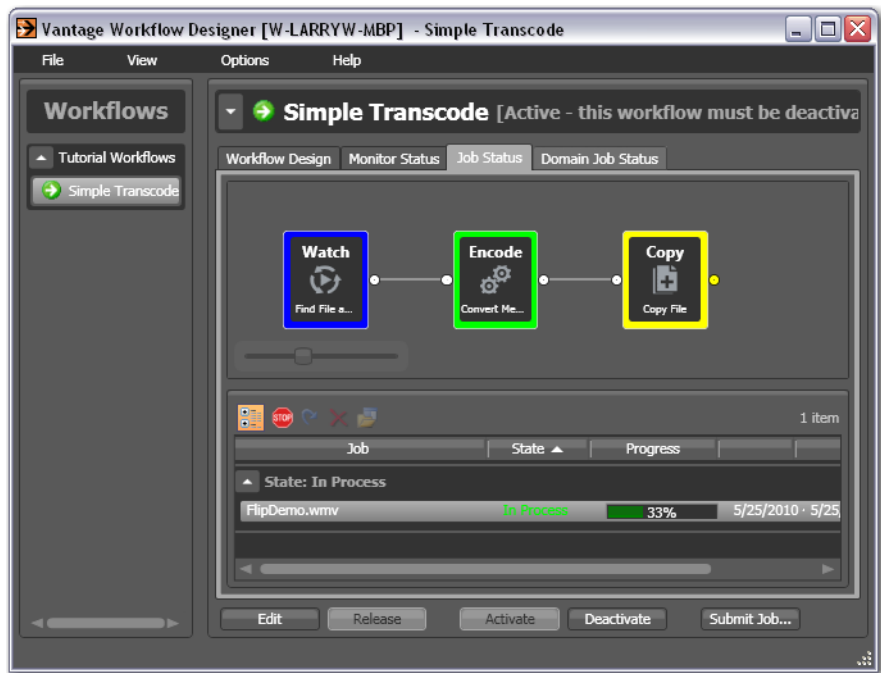 Vantage Workflow Designer [W-LARRYW-MBP] - Simple Transcode
File View Options Help
Workflows
Tutorial Workflows
Simple Transcode
Simple Transcode [Active - this workflow must be deactiva
Workflow Design Monitor Status Job Status Domain Job Status
Watch
Find File a...
Encode
Convert Me...
Copy
Copy File
STOP
1 item
Job State Progress
State: In Process
FlipDemo.wmv In Process 33% 5/25/2010 · 5/25,
Edit Release Activate Deactivate Submit Job...